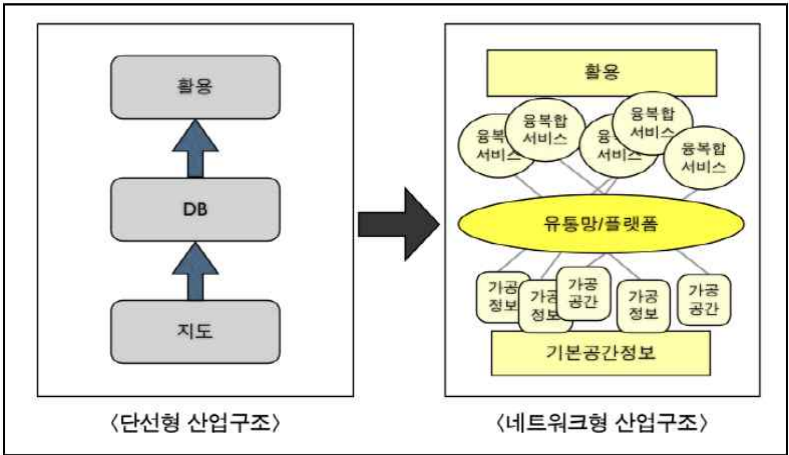 활용
DB
지도
〈단선형 산업구조〉
활용
융복
서비스
융복합
서비스
융복
서비스
융복합
서비스
융복합
서비스
유통망/플랫폼
가공
정보
가공
정보
가공
공간
가공
정보
가공
공간
기본공간정보
〈네트워크형 산업구조〉